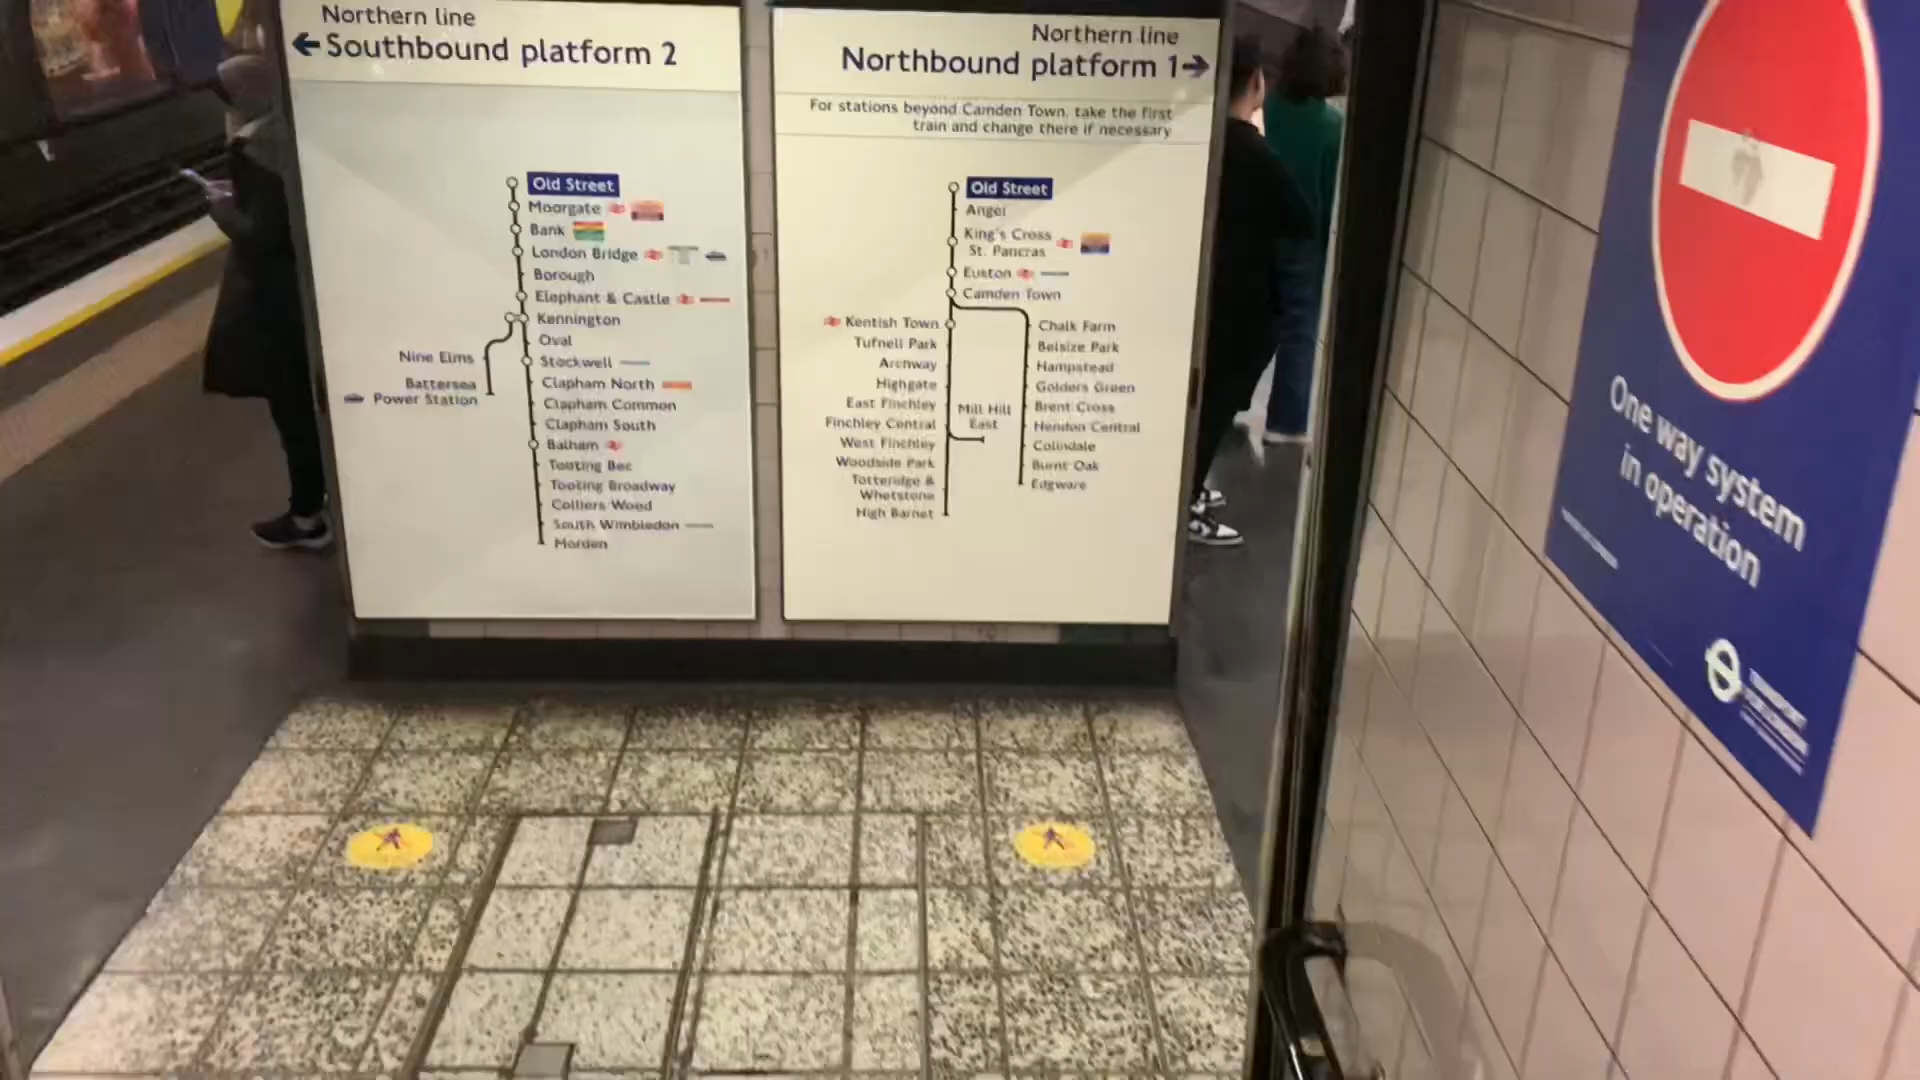 Northern line
Southbound platform 2
Old Street
Moorgate
Bank
London Bridge
Borough
Elephant & Castle
Kennington
Oval
Nine Elms
Stockwell
Battersea
Power Station
Clapham North
Clapham Common
Clapham South
Balham
Tooting Bec
Tooting Broadway
Colliers Wood
South Wimbledon
Morden
Northern line
Northbound platform 1
For stations beyond Camden Town, take the first
train and change there if necessary
Old Street
Angel
King's Cross
St. Pancras
Euston
Camden Town
Kentish Town
Tufnell Park
Archway
Highgate
East Finchley
Finchley Central
West Finchley
Woodside Park
Totteridge &
Whetstone
High Barnet
Mill Hill
East
Chalk Farm
Belsize Park
Hampstead
Golders Green
Brent Cross
Hendon Central
Colindale
Burnt Oak
Edgware
One way system
in operation
TRANSPORT
FOR LONDON